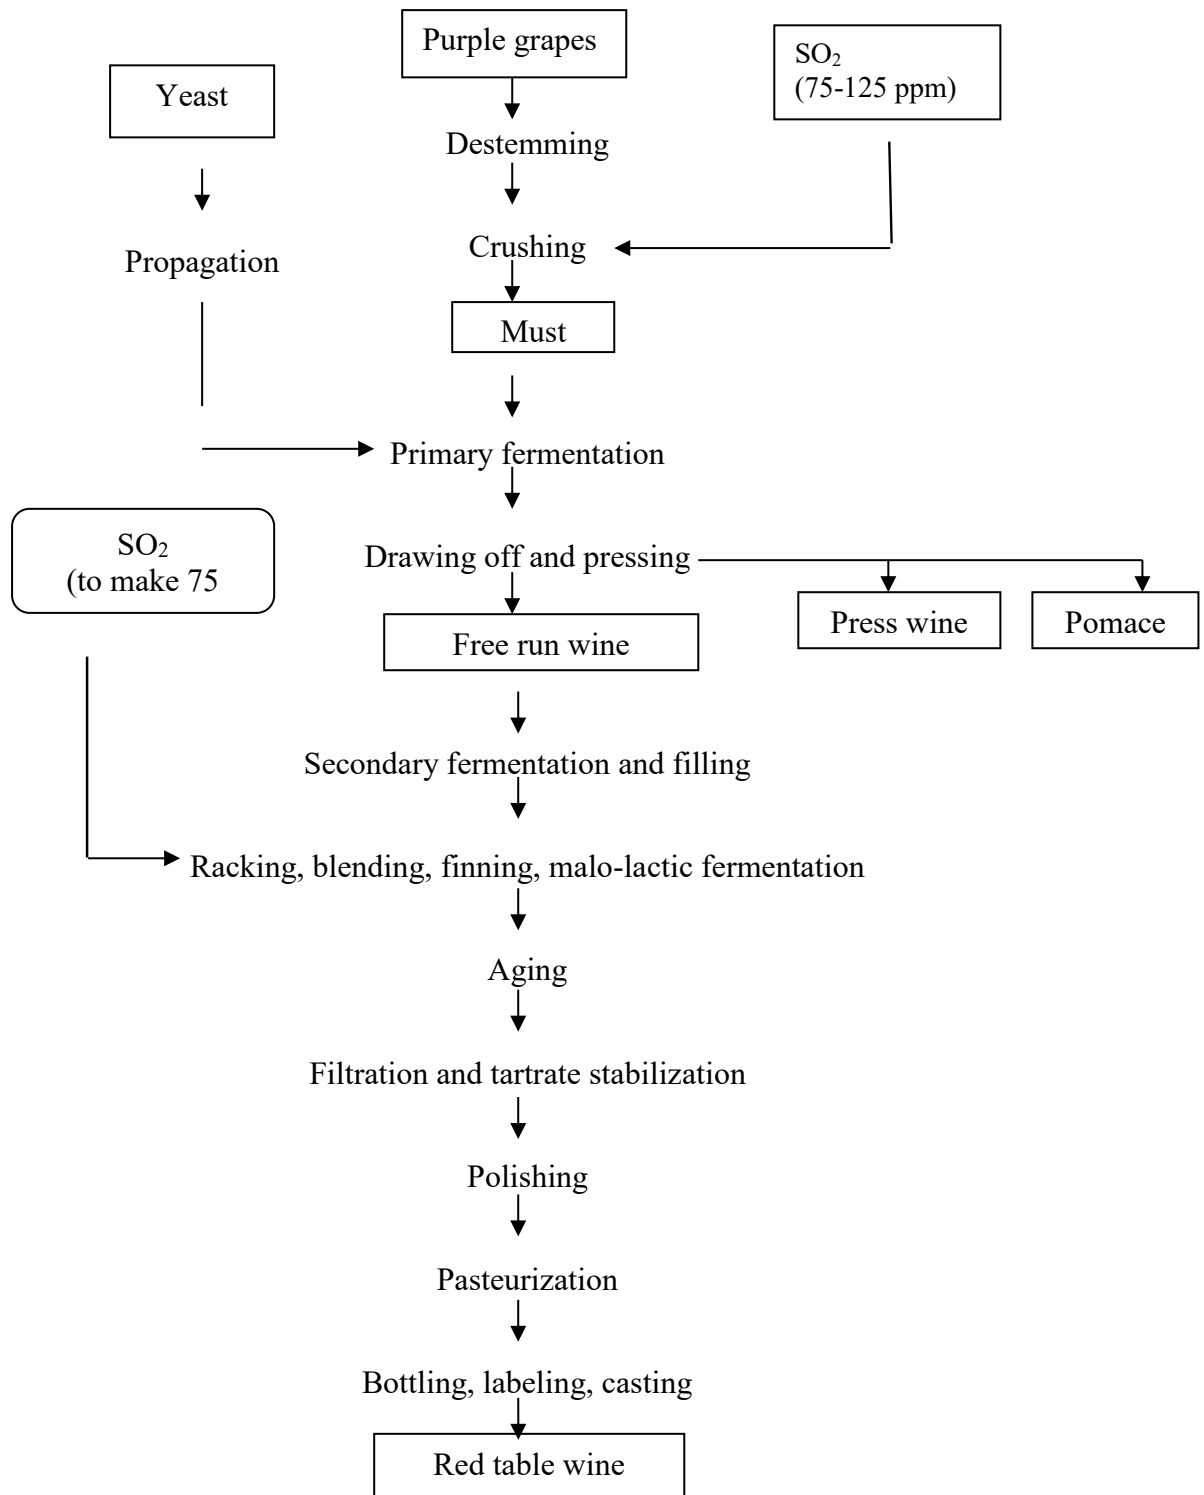 Purple grapes
SO₂
(75-125 ppm)
Yeast
Destemming
Crushing
Propagation
Must
Primary fermentation
SO₂
(to make 75
Drawing off and pressing
Press wine
Pomace
Free run wine
Secondary fermentation and filling
Racking, blending, finning, malo-lactic fermentation
Aging
Filtration and tartrate stabilization
Polishing
Pasteurization
Bottling, labeling, casting
Red table wine